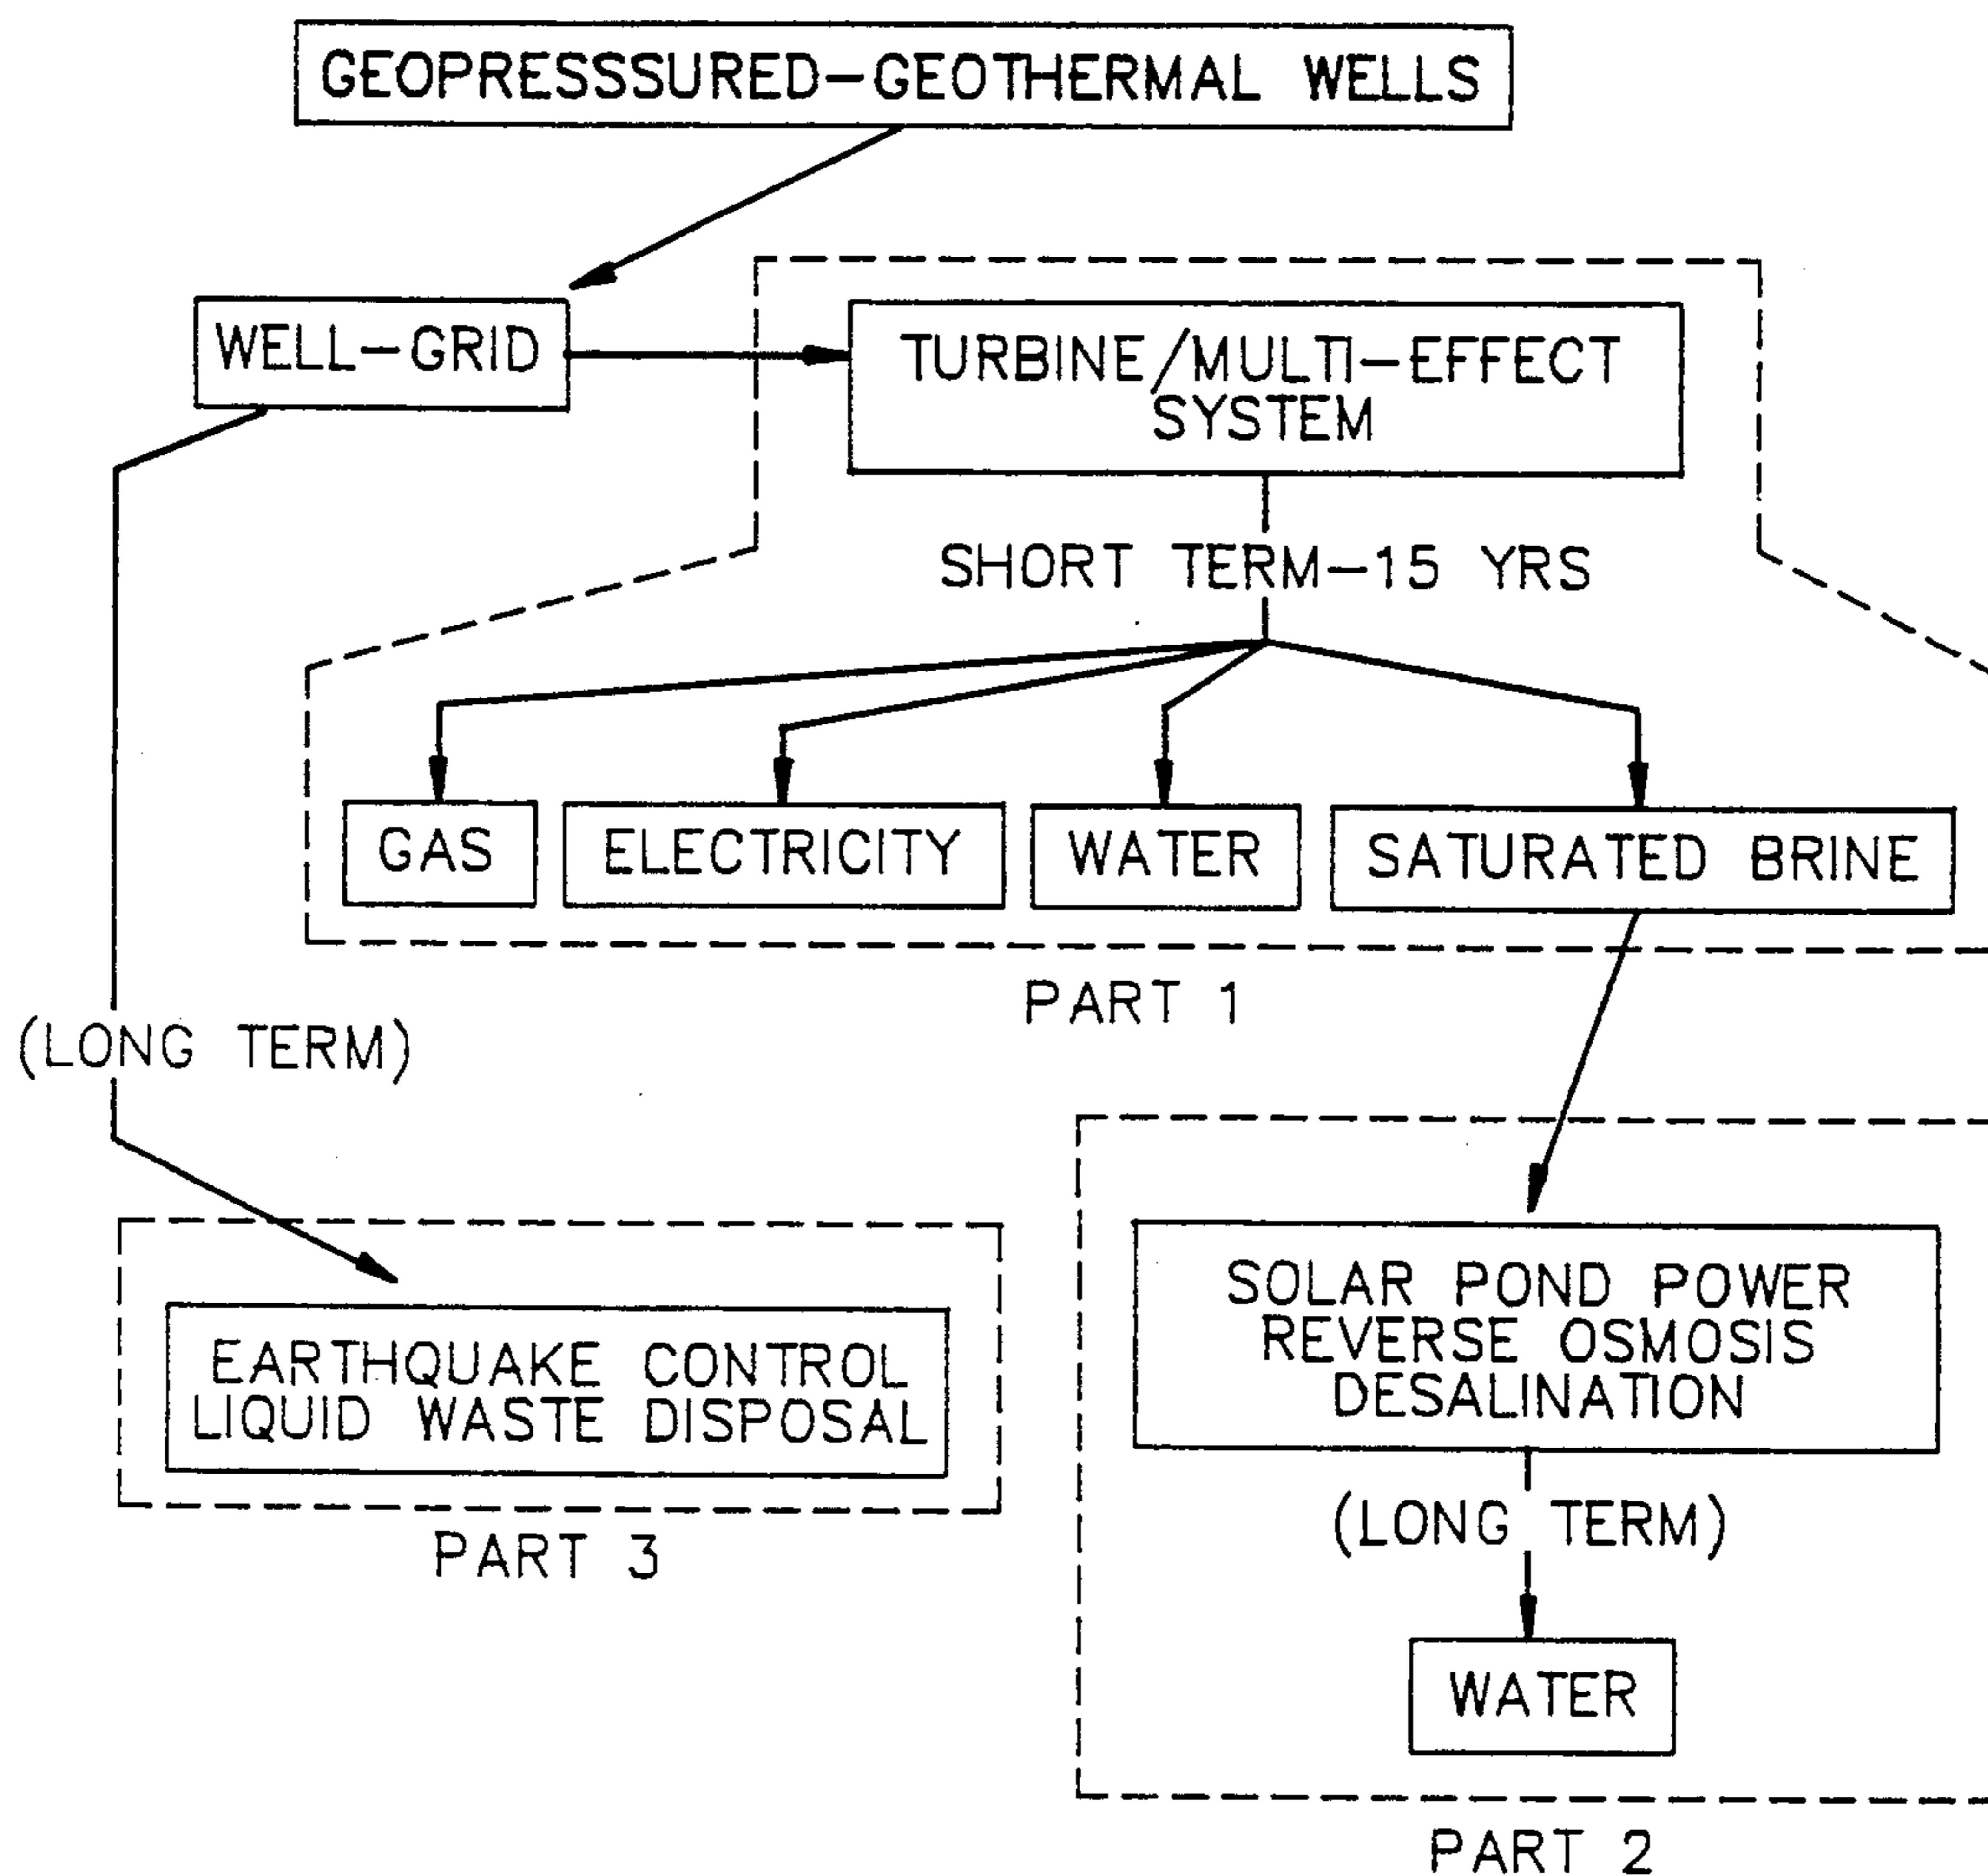 GEOPRESSSURED-GEOTHERMAL WELLS
WELL-GRID
TURBINE/MULTI-EFFECT
SYSTEM
SHORT TERM-15 YRS
GAS
ELECTRICITY
WATER
SATURATED BRINE
PART 1
(LONG TERM)
EARTHQUAKE CONTROL
LIQUID WASTE DISPOSAL
PART 3
SOLAR POND POWER
REVERSE OSMOSIS
DESALINATION
(LONG TERM)
WATER
PART 2